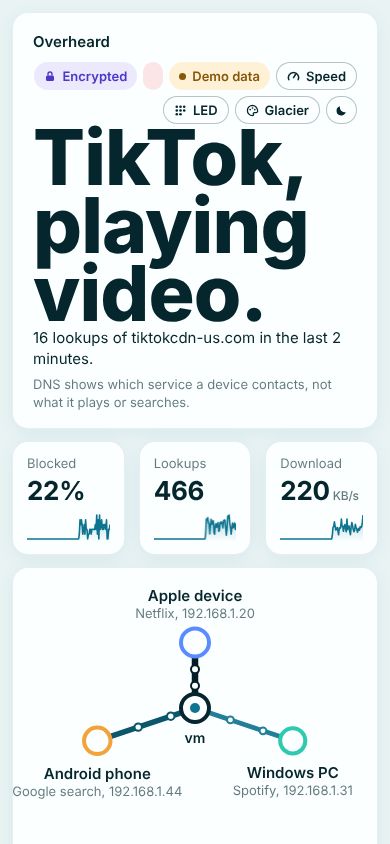 Overheard
Encrypted
Demo data
Speed
LED
Glacier
TikTok,
playing
video.
16 lookups of tiktokcdn-us.com in the last 2
minutes.
DNS shows which service a device contacts, not
what it plays or searches.
Blocked
Lookups
Download
22%
466
220 KB/s
Apple device
Netflix, 192.168.1.20
vm
Android phone
Google search, 192.168.1.44
Windows PC
Spotify, 192.168.1.31